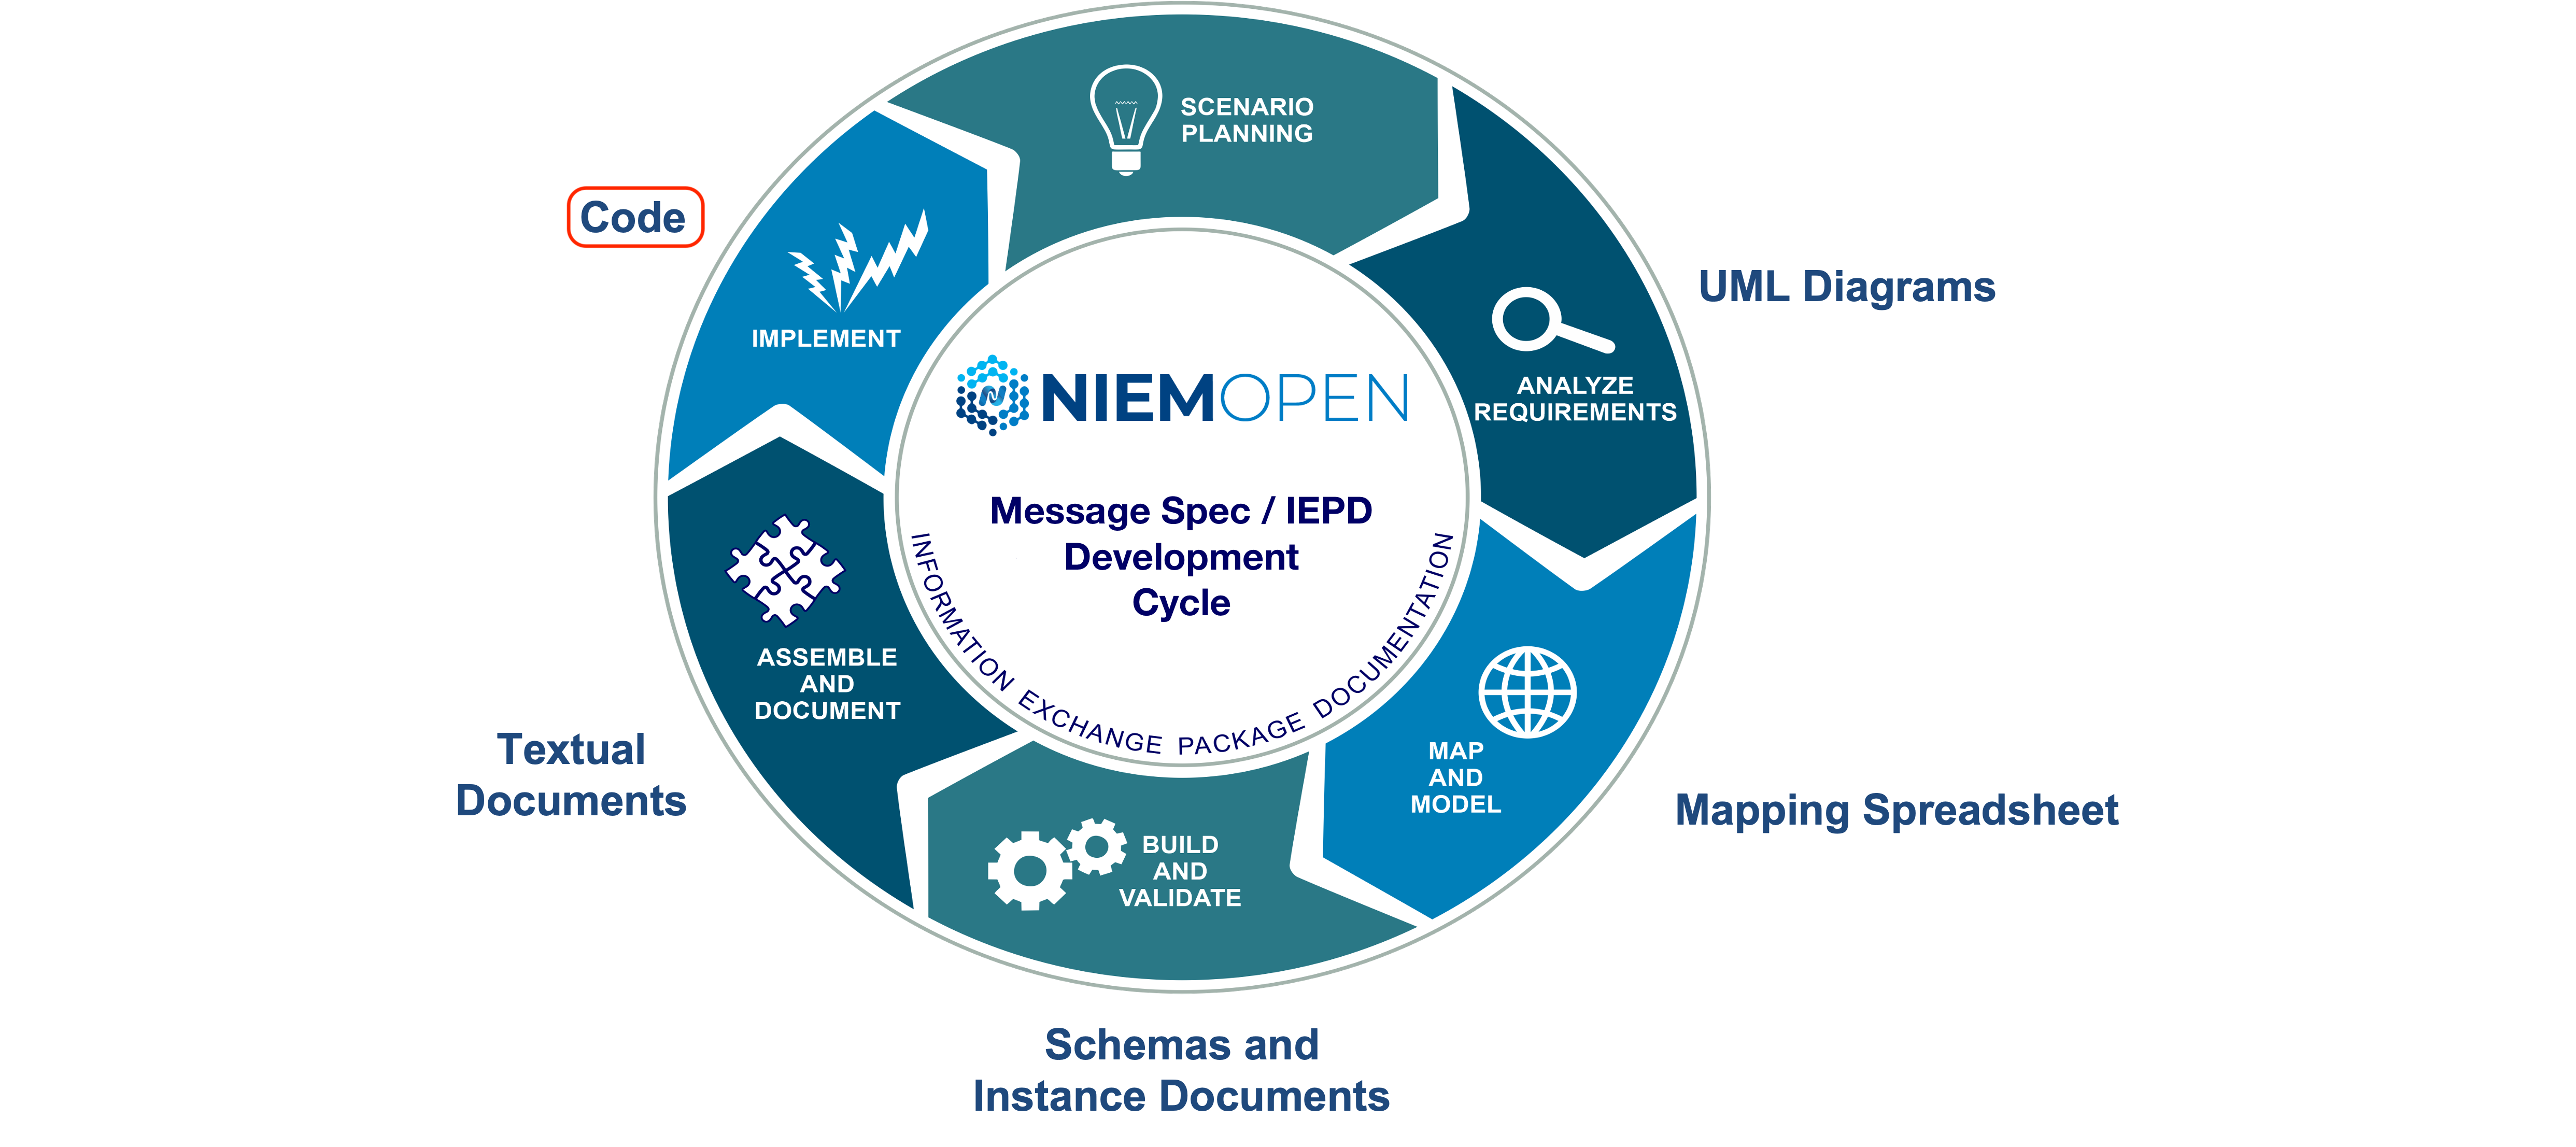 SCENARIO
PLANNING
Code
IMPLEMENT
UML Diagrams
ANALYZE
REQUIREMENTS
NIEMOPEN
Message Spec / IEPD
Development
Cycle
INFORMATION EXCHANGE PACKAGE DOCUMENTATION
ASSEMBLE
AND
DOCUMENT
MAP
AND
MODEL
Textual
Documents
Mapping Spreadsheet
BUILD
AND
VALIDATE
Schemas and
Instance Documents